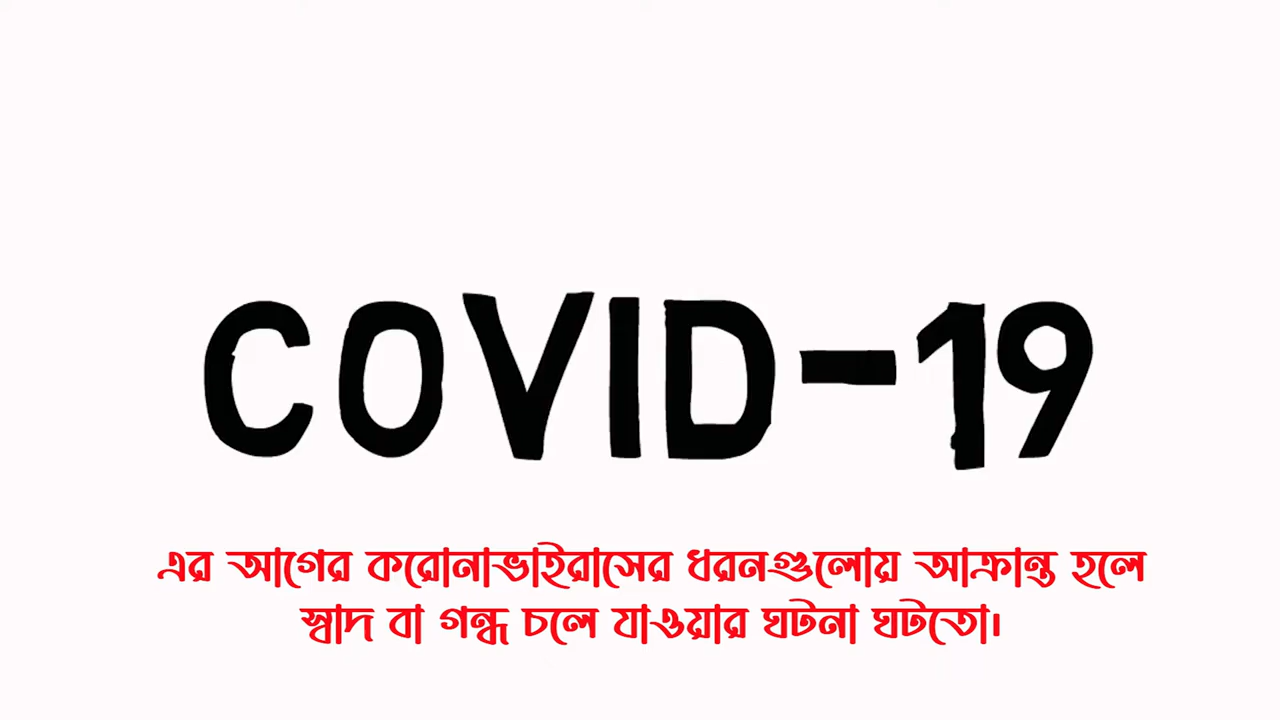 COVID-19
এর আগের করোনাভাইরাসের ধরনগুলোয় আক্রান্ত হলে
স্বাদ বা গন্ধ চলে যাওয়ার ঘটনা ঘটতো।